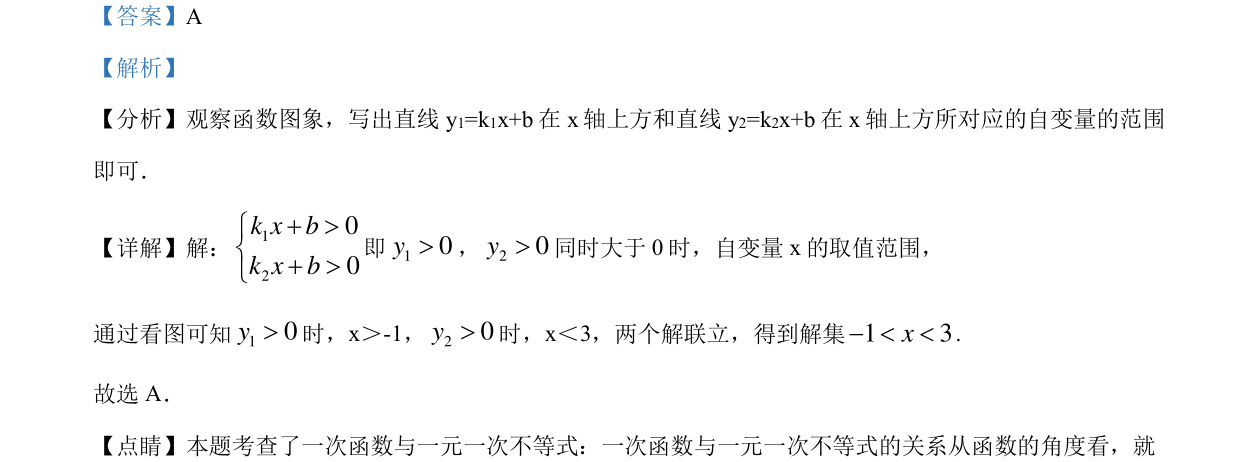 【答案】A
【解析】
【分析】观察函数图象，写出直线 y₁=k₁x+b 在 x 轴上方和直线 y₂=k₂x+b 在 x 轴上方所对应的自变量的范围
即可．
【详解】解：{k₁x+b>0 k₂x+b>0 即 y₁>0，y₂>0 同时大于 0 时，自变量 x 的取值范围，
通过看图可知 y₁>0 时，x＞-1，y₂>0 时，x＜3，两个解联立，得到解集 −1<x<3．
故选 A．
【点睛】本题考查了一次函数与一元一次不等式：一次函数与一元一次不等式的关系从函数的角度看，就